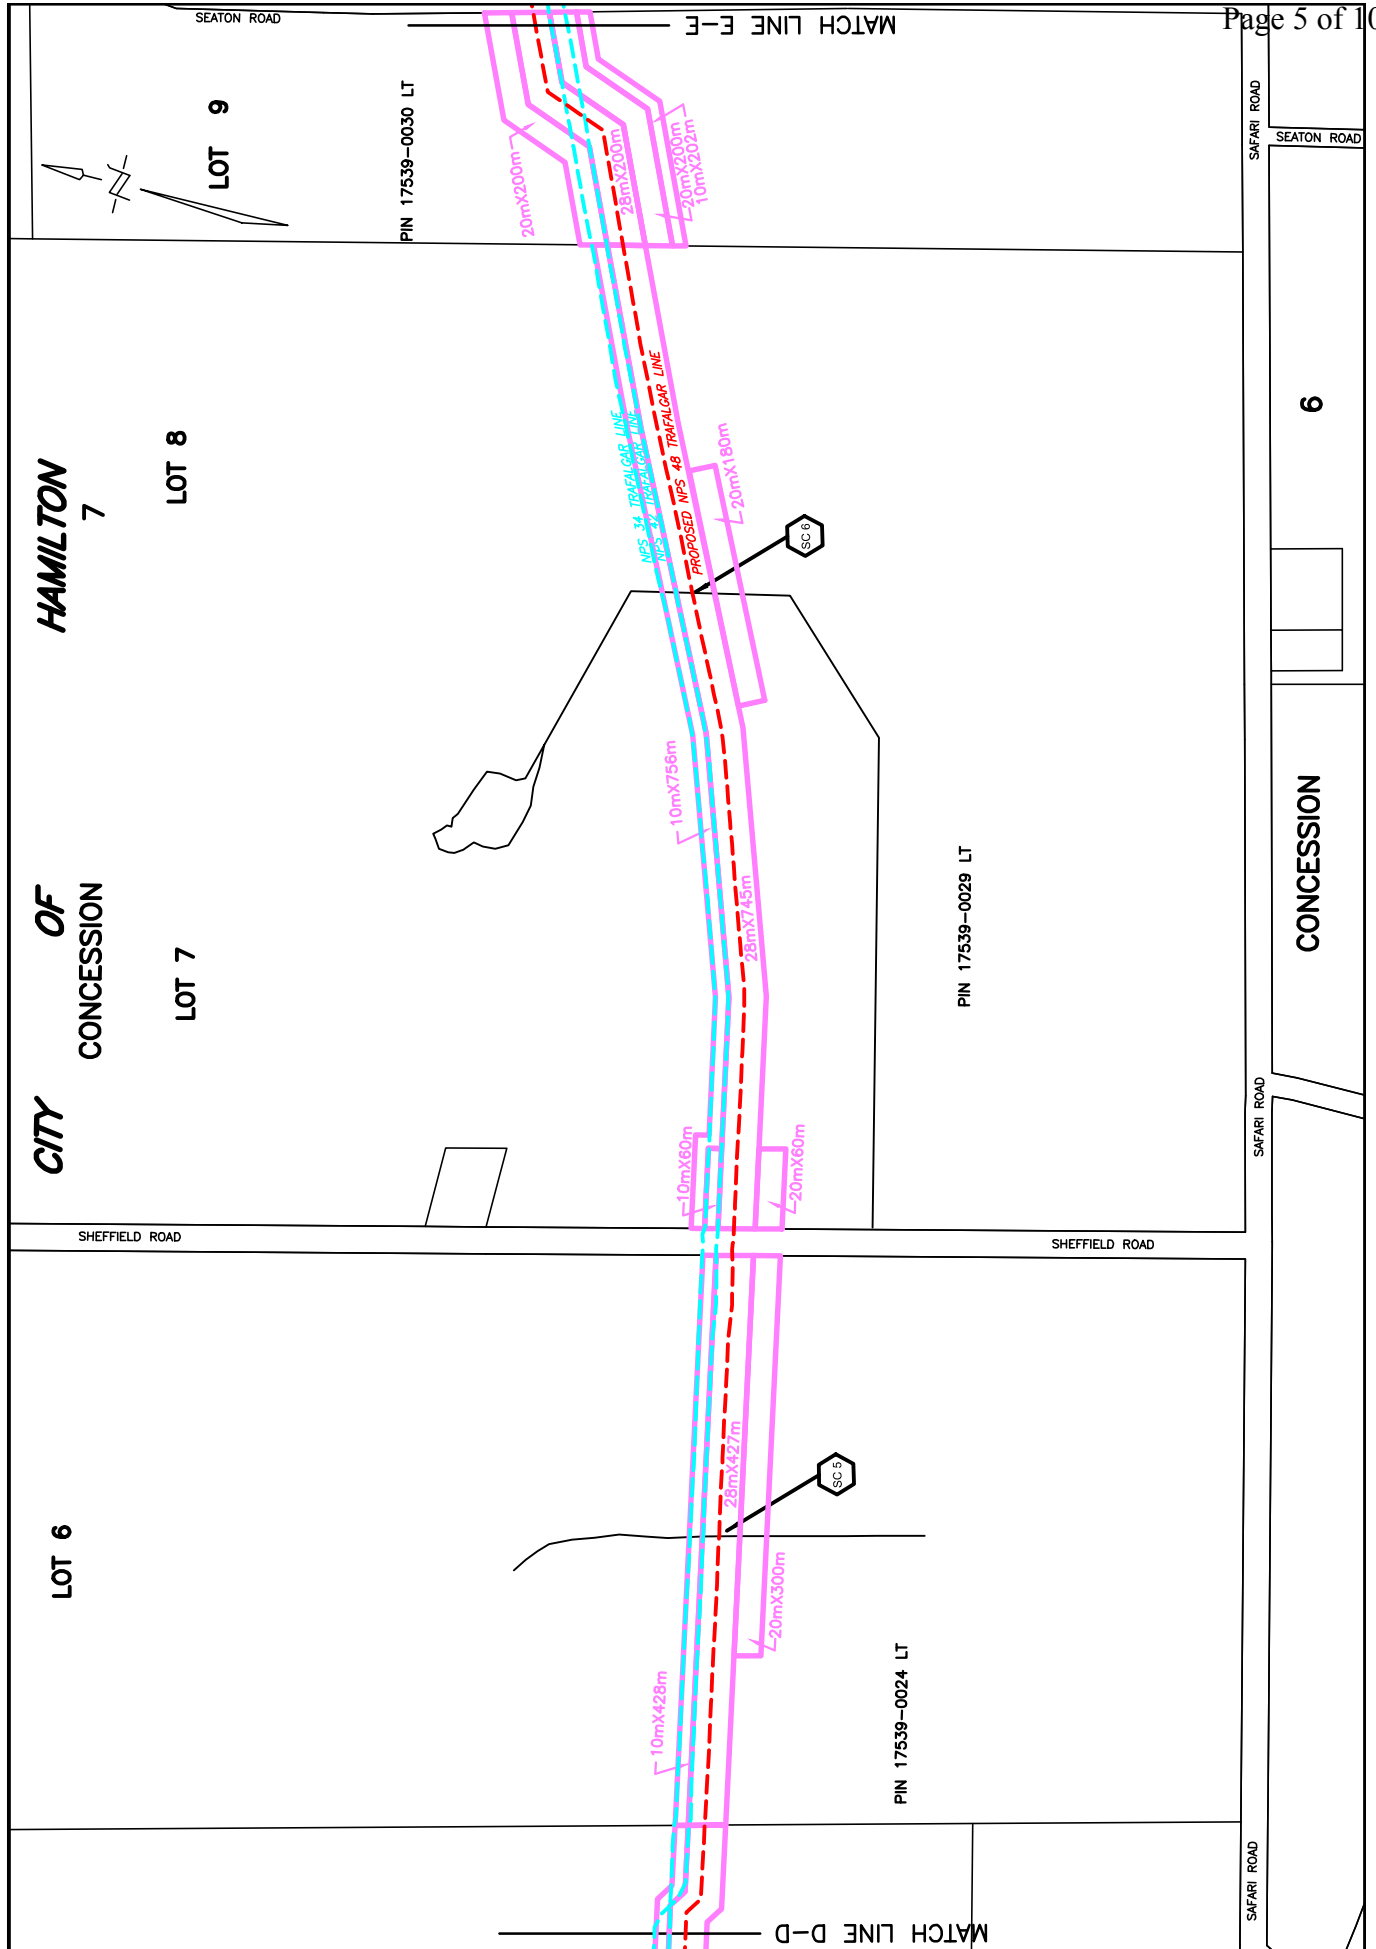 Page 5 of 10
SEATON ROAD
MATCH LINE E-E
SAFARI ROAD
SEATON ROAD
LOT 9
PIN 17539-0030 LT
20mX200m
28mX200m
20mX200m
10mX202m
HAMILTON
7
LOT 8
6
NPS 34 TRAFALGAR LINE
NPS 42 TRAFALGAR LINE
PROPOSED NPS 48 TRAFALGAR LINE
20mX180m
SC 6
10mX756m
28mX745m
CITY OF
CONCESSION
LOT 7
PIN 17539-0029 LT
CONCESSION
10mX60m
20mX60m
SAFARI ROAD
SHEFFIELD ROAD
SHEFFIELD ROAD
28mX427m
SC 5
LOT 6
20mX300m
10mX428m
PIN 17539-0024 LT
SAFARI ROAD
MATCH LINE D-D